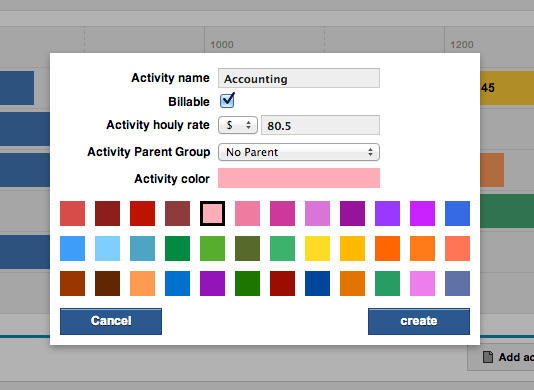 1000
1200
Activity name Accounting
45
Billable
Activity houly rate $ 80.5
Activity Parent Group No Parent
Activity color
Cancel create
Add ac